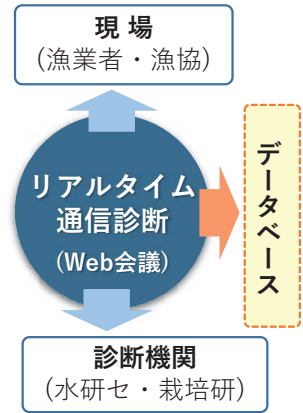 現場
（漁業者・漁協）
リアルタイム
通信診断
（Web会議）
データベース
診断機関
（水研セ・栽培研）